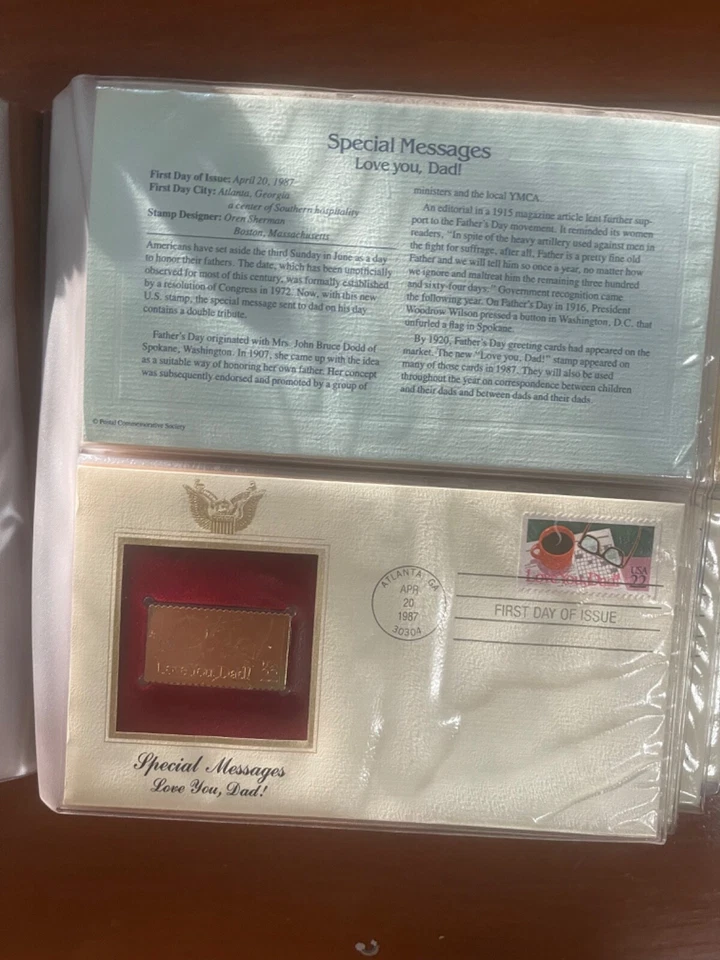 Special Messages
Love you, Dad!
First Day of Issue: April 20, 1987
First Day City: Atlanta, Georgia
a center of Southern hospitality
Stamp Designer: Oren Sherman
Boston, Massachusetts
Americans have set aside the third Sunday in June as a day
to honor their fathers. The date, which has been unofficially
observed for most of this century, was formally established
by a resolution of Congress in 1972. Now, with this new
U.S. stamp, the special message sent to dad on his day
contains a double tribute.
Father's Day originated with Mrs. John Bruce Dodd of
Spokane, Washington. In 1907, she came up with the idea
as a suitable way of honoring her own father. Her concept
was subsequently endorsed and promoted by a group of
ministers and the local YMCA.
An editorial in a 1915 magazine article lent further sup-
port to the Father's Day movement. It reminded its women
readers, "In spite of the heavy artillery used against men in
the fight for suffrage, after all, Father is a pretty fine old
Father and we will tell him so once a year, no matter how
we ignore and maltreat him the remaining three hundred
and sixty-four days." Government recognition came
the following year. On Father's Day in 1916, President
Woodrow Wilson pressed a button in Washington, D.C. that
unfurled a flag in Spokane.
By 1920, Father's Day greeting cards had appeared on the
market. The new "Love you, Dad!" stamp appeared on
many of those cards in 1987. They will also be used
throughout the year on correspondence between children
and their dads and between dads and their dads.
© Postal Commemorative Society
Love You, Dad! 22
Special Messages
Love You, Dad!
ATLANTA, GA
APR
20
1987
30304
Love You, Dad!
USA
22
FIRST DAY OF ISSUE